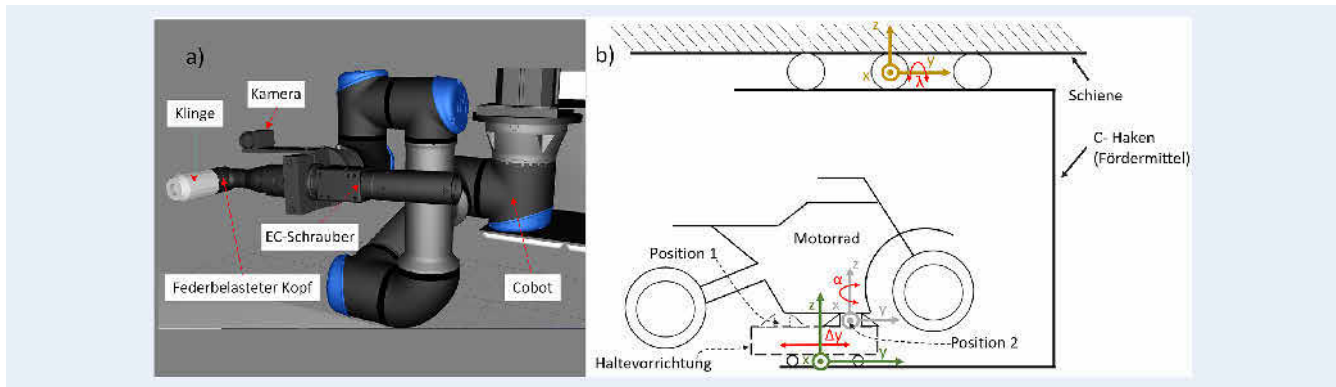 a)
Kamera
Klinge
EC-Schrauber
Federbelasteter Kopf
Cobot
b)
z
x
y
λ
Schiene
C- Haken
(Fördermittel)
Motorrad
Position 1
z
α
x
y
z
Δy
Position 2
Haltevorrichtung
x
y